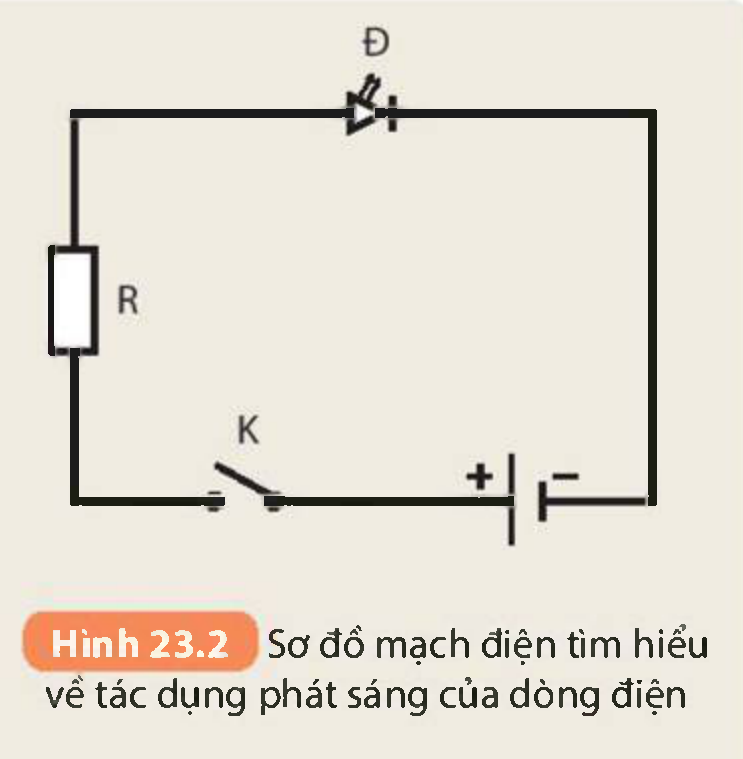 Đ
R
K
+ −
Hình 23.2 Sơ đồ mạch điện tìm hiểu
về tác dụng phát sáng của dòng điện